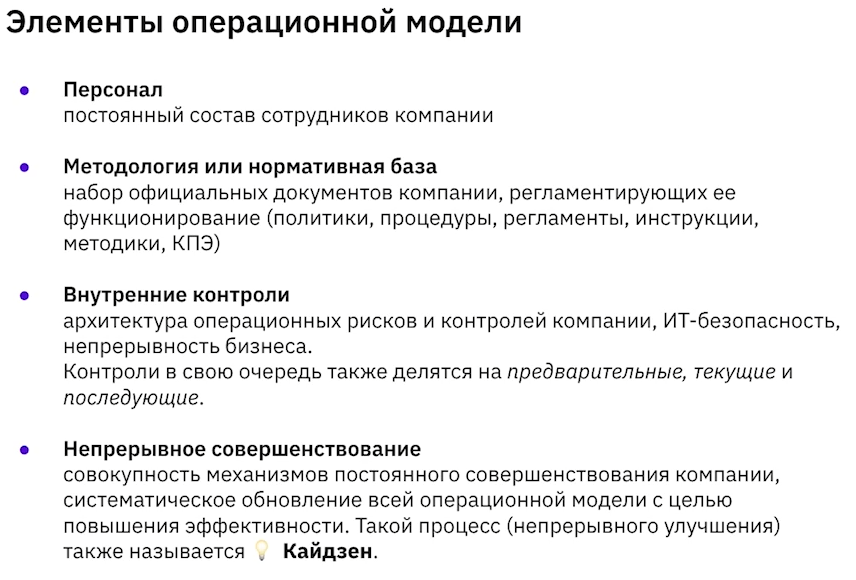 Элементы операционной модели
• Персонал
постоянный состав сотрудников компании
• Методология или нормативная база
набор официальных документов компании, регламентирующих ее
функционирование (политики, процедуры, регламенты, инструкции,
методики, КПЭ)
• Внутренние контроли
архитектура операционных рисков и контролей компании, ИТ-безопасность,
непрерывность бизнеса.
Контроли в свою очередь также делятся на предварительные, текущие и
последующие.
• Непрерывное совершенствование
совокупность механизмов постоянного совершенствования компании,
систематическое обновление всей операционной модели с целью
повышения эффективности. Такой процесс (непрерывного улучшения)
также называется 💡 Кайдзен.